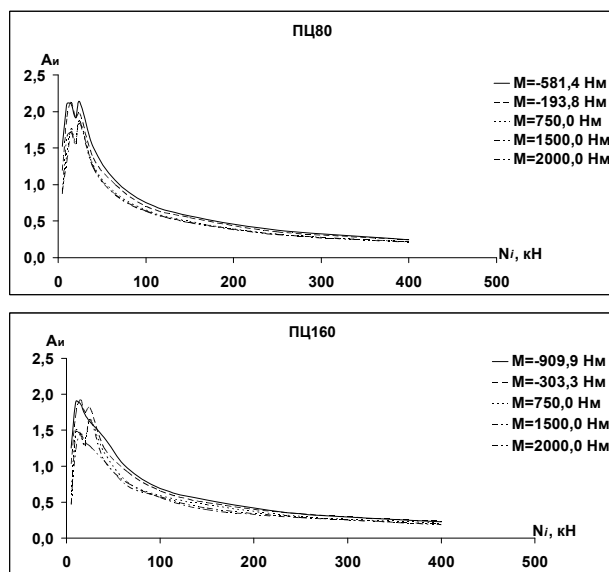 ПЦ80
Aи
2,5
2,0
1,5
1,0
0,5
0,0
0 100 200 300 400 500
Ni, кН
M=-581,4 Нм
M=-193,8 Нм
M=750,0 Нм
M=1500,0 Нм
M=2000,0 Нм
ПЦ160
Aи
2,5
2,0
1,5
1,0
0,5
0,0
0 100 200 300 400 500
Ni, кН
M=-909,9 Нм
M=-303,3 Нм
M=750,0 Нм
M=1500,0 Нм
M=2000,0 Нм